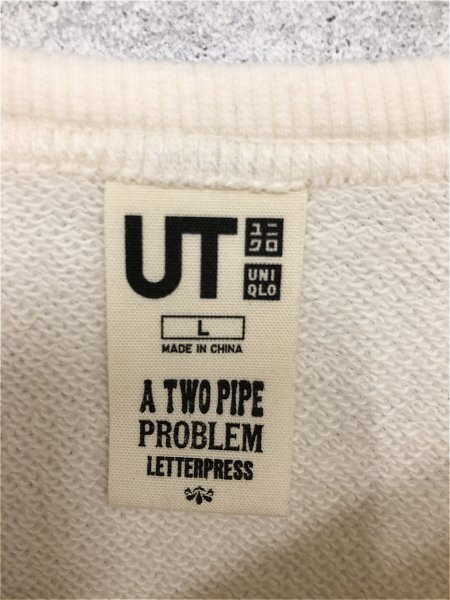 UT
ユニ
クロ
UNI
QLO
L
MADE IN CHINA
A TWO PIPE
PROBLEM
LETTERPRESS